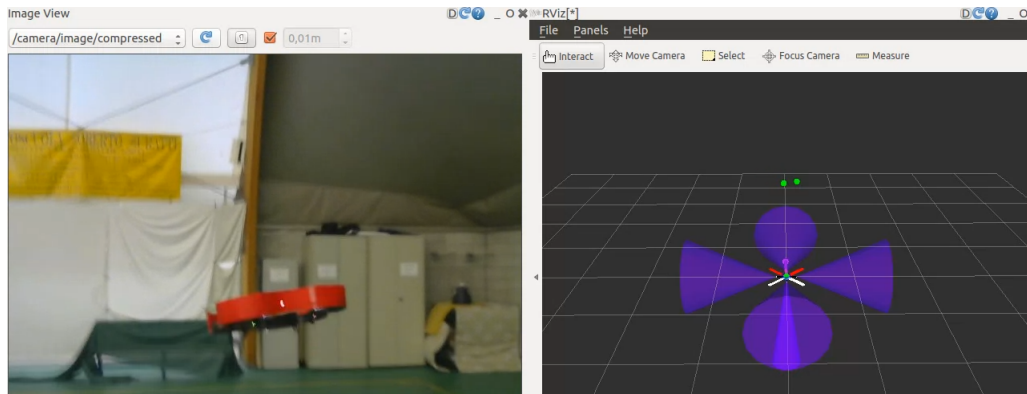 Image View
D
?
_ O ✖
/camera/image/compressed
0,01m
RViz[*]
D
?
_ O
File Panels Help
Interact Move Camera Select Focus Camera Measure